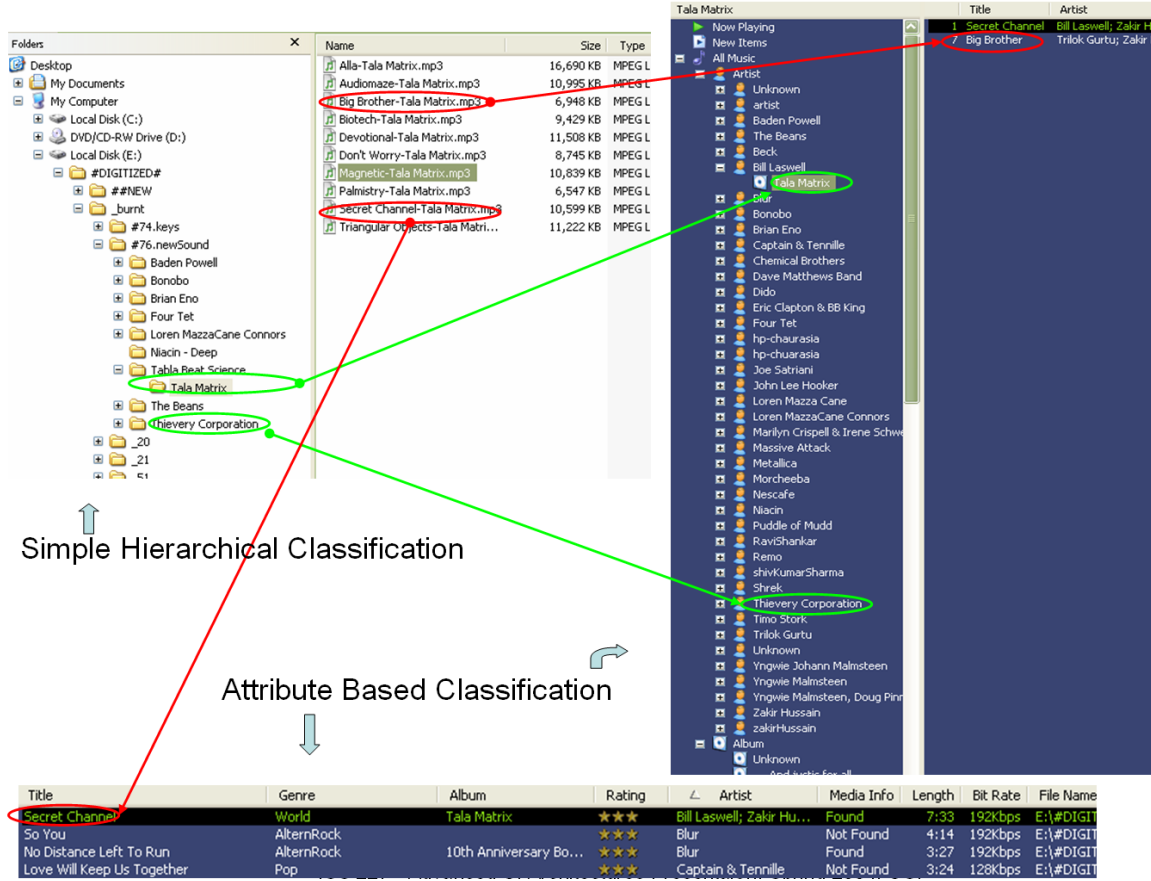 Folders
Desktop
My Documents
My Computer
Local Disk (C:)
DVD/CD-RW Drive (D:)
Local Disk (E:)
#DIGITIZED#
##NEW
_burnt
#74.keys
#76.newSound
Baden Powell
Bonobo
Brian Eno
Four Tet
Loren MazzaCane Connors
Niacin - Deep
Tabla Beat Science
Tala Matrix
The Beans
Thievery Corporation
_20
_21
_51
Name Size Type
Alla-Tala Matrix.mp3 16,690 KB MPEG L
Audiomaze-Tala Matrix.mp3 10,995 KB MPEG L
Big Brother-Tala Matrix.mp3 6,948 KB MPEG L
Biotech-Tala Matrix.mp3 9,429 KB MPEG L
Devotional-Tala Matrix.mp3 11,508 KB MPEG L
Don't Worry-Tala Matrix.mp3 8,745 KB MPEG L
Magnetic-Tala Matrix.mp3 10,839 KB MPEG L
Palmistry-Tala Matrix.mp3 6,547 KB MPEG L
Secret Channel-Tala Matrix.mp3 10,599 KB MPEG L
Triangular Objects-Tala Matri... 11,222 KB MPEG L
Simple Hierarchical Classification
Attribute Based Classification
Tala Matrix
Now Playing
New Items
All Music
Artist
Unknown
artist
Baden Powell
The Beans
Beck
Bill Laswell
Tala Matrix
Blur
Bonobo
Brian Eno
Captain & Tennille
Chemical Brothers
Dave Matthews Band
Dido
Eric Clapton & BB King
Four Tet
hp-chaurasia
hp-chuarasia
Joe Satriani
John Lee Hooker
Loren Mazza Cane
Loren MazzaCane Connors
Marilyn Crispell & Irene Schwe
Massive Attack
Metallica
Morcheeba
Nescafe
Niacin
Puddle of Mudd
RaviShankar
Remo
shivKumarSharma
Shrek
Thievery Corporation
Timo Stork
Trilok Gurtu
Unknown
Yngwie Johann Malmsteen
Yngwie Malmsteen
Yngwie Malmsteen, Doug Pinn
Zakir Hussain
zakirHussain
Album
Unknown
...And justis for all
Title Artist
1 Secret Channel Bill Laswell; Zakir H
7 Big Brother Trilok Gurtu; Zakir
Title Genre Album Rating Artist Media Info Length Bit Rate File Name
Secret Channel World Tala Matrix Bill Laswell; Zakir Hu... Found 7:33 192Kbps E:\#DIGIT
So You AlternRock Blur Not Found 4:14 192Kbps E:\#DIGIT
No Distance Left To Run AlternRock 10th Anniversary Bo... Blur Found 3:27 192Kbps E:\#DIGIT
Love Will Keep Us Together Pop Captain & Tennille Not Found 3:24 128Kbps E:\#DIGIT